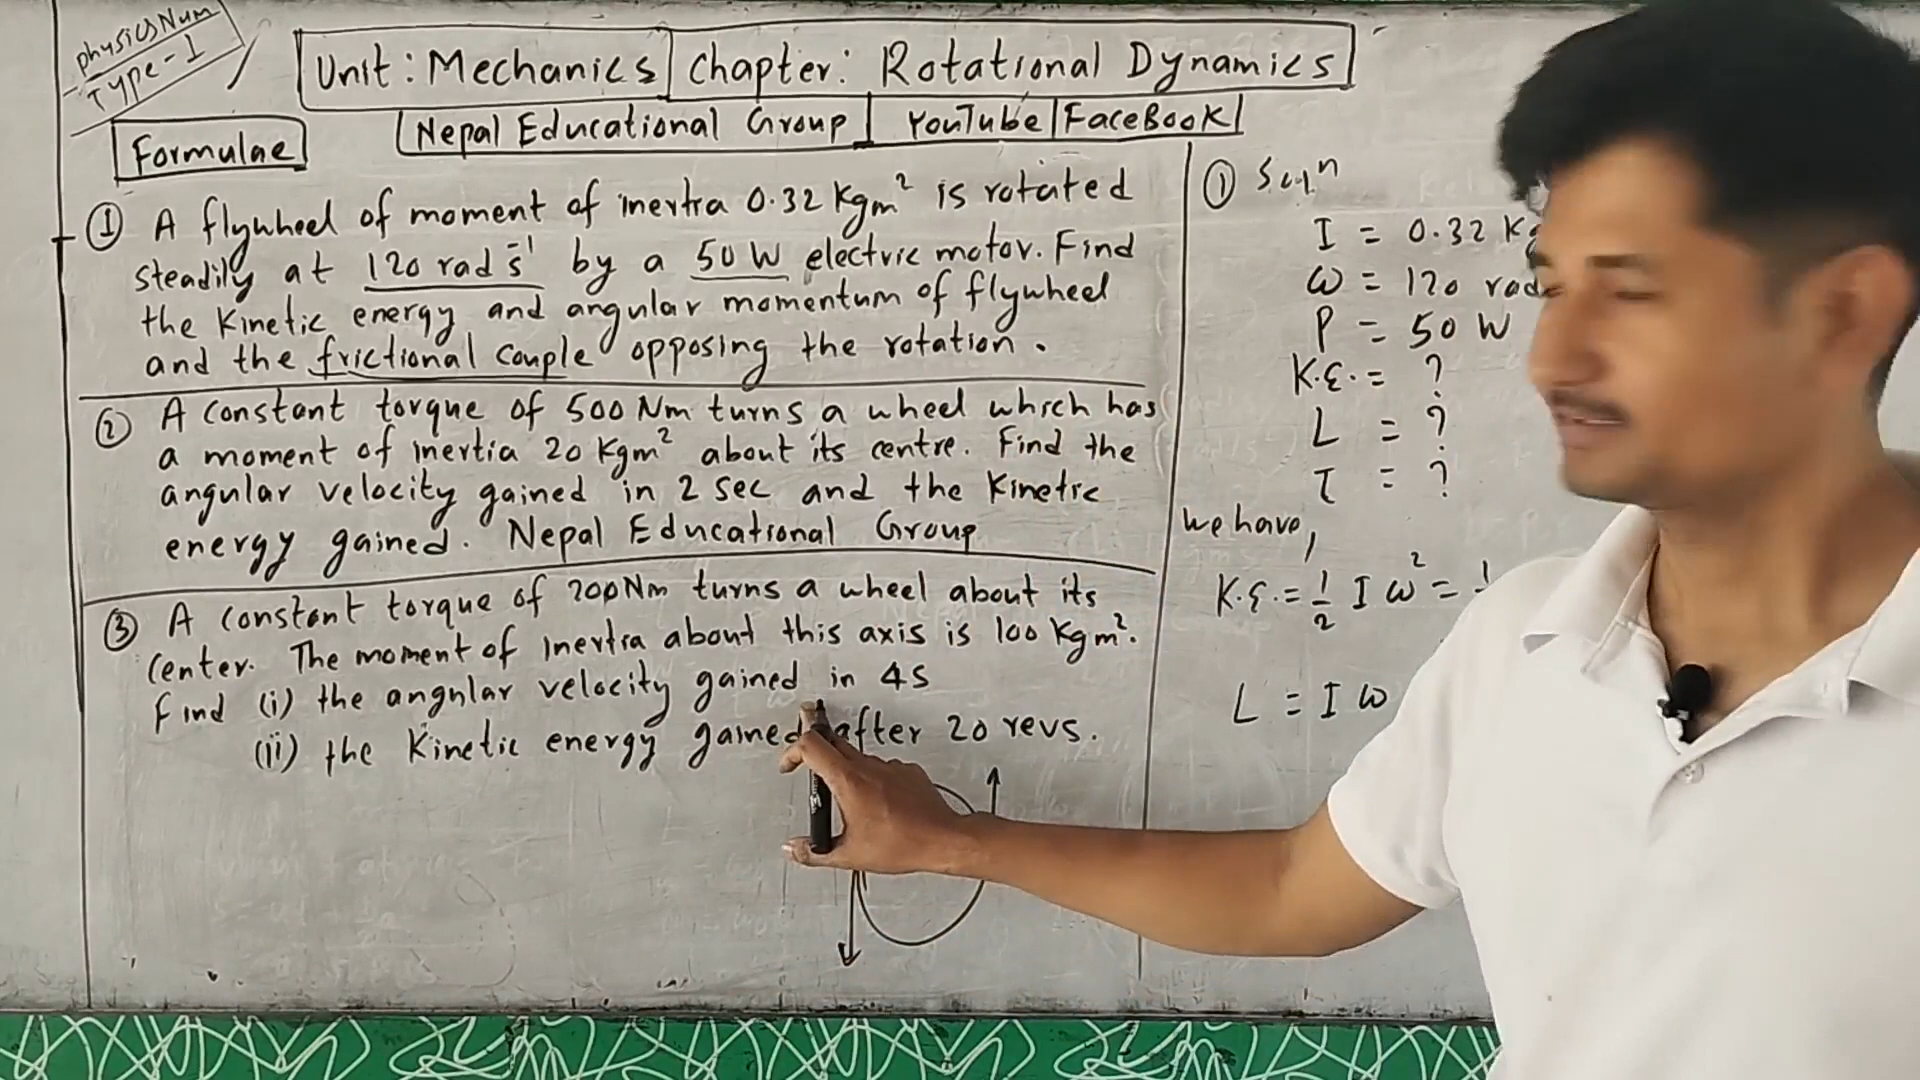 physics Num
Type-I
Unit: Mechanics Chapter: Rotational Dynamics
Nepal Educational Group YouTube FaceBook
Formulae
① A flywheel of moment of inertia 0.32 Kgm² is rotated
steadily at 120 rad s⁻¹ by a 50 W electric motor. Find
the Kinetic energy and angular momentum of flywheel
and the frictional couple opposing the rotation.
② A constant torque of 500 Nm turns a wheel which has
a moment of inertia 20 Kgm² about its centre. Find the
angular velocity gained in 2 sec and the Kinetic
energy gained. Nepal Educational Group
③ A constant torque of 200Nm turns a wheel about its
center. The moment of inertia about this axis is 100 Kgm².
Find (i) the angular velocity gained in 4s
(ii) the Kinetic energy gained after 20 revs.
① Solⁿ
I = 0.32 Kg
ω = 120 rad
P = 50 W
K.E. = ?
L = ?
τ = ?
We have,
K.E. = 1/2 I ω² =
L = I ω